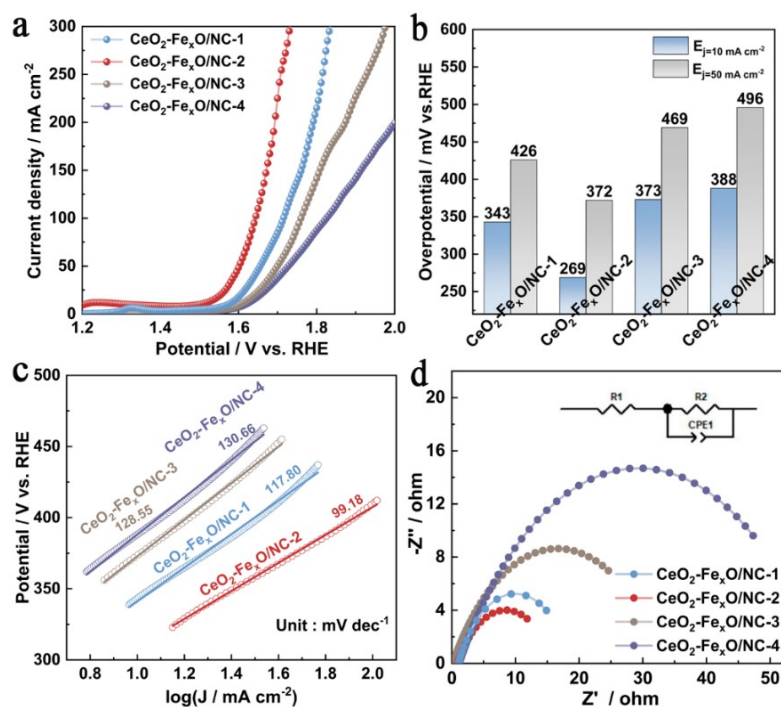 a
300
250
200
150
100
50
0
1.2 1.4 1.6 1.8 2.0
Current density / mA cm⁻²
Potential / V vs. RHE
CeO₂-FeₓO/NC-1
CeO₂-FeₓO/NC-2
CeO₂-FeₓO/NC-3
CeO₂-FeₓO/NC-4
b
600
550
500
450
400
350
300
250
Overpotential / mV vs.RHE
E j=10 mA cm⁻²
E j=50 mA cm⁻²
343 426
269 372
373 469
388 496
CeO₂-FeₓO/NC-1
CeO₂-FeₓO/NC-2
CeO₂-FeₓO/NC-3
CeO₂-FeₓO/NC-4
c
500
450
400
350
300
0.8 1.0 1.2 1.4 1.6 1.8 2.0
Potential / V vs. RHE
log(J / mA cm⁻²)
CeO₂-FeₓO/NC-4
130.66
CeO₂-FeₓO/NC-3
128.55
CeO₂-FeₓO/NC-1
117.80
CeO₂-FeₓO/NC-2
99.18
Unit : mV dec⁻¹
d
20
16
12
8
4
0
0 10 20 30 40 50
-Z'' / ohm
Z' / ohm
R1 R2
CPE1
CeO₂-FeₓO/NC-1
CeO₂-FeₓO/NC-2
CeO₂-FeₓO/NC-3
CeO₂-FeₓO/NC-4